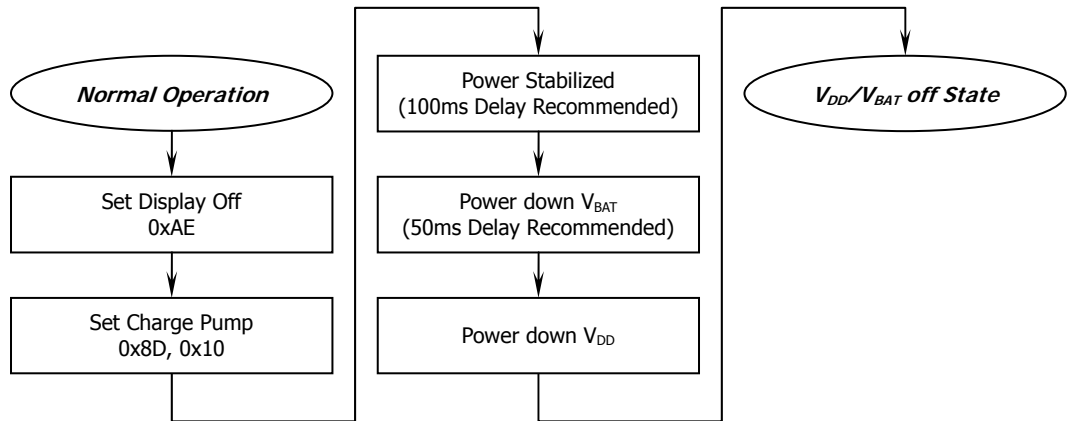 Normal Operation
Set Display Off
0xAE
Set Charge Pump
0x8D, 0x10
Power Stabilized
(100ms Delay Recommended)
Power down VBAT
(50ms Delay Recommended)
Power down VDD
VDD/VBAT off State